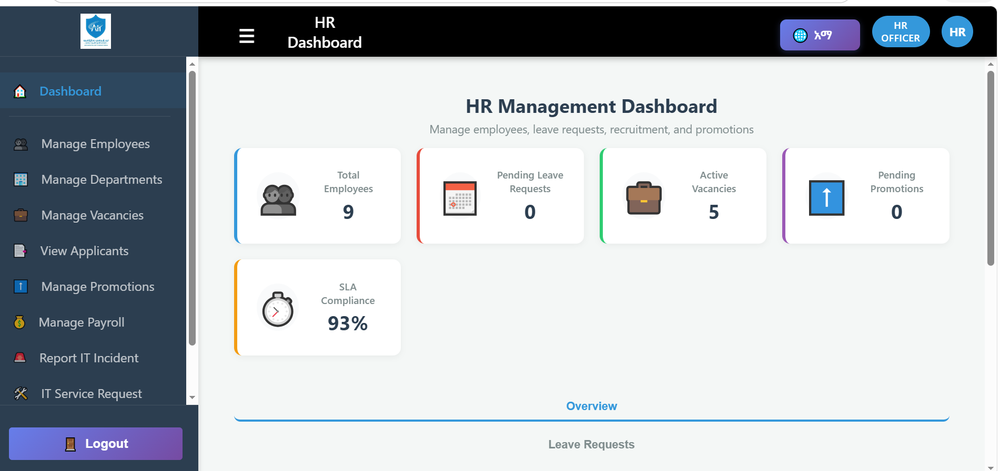 HR
Dashboard
አማ
HR
OFFICER
HR
Dashboard
Manage Employees
Manage Departments
Manage Vacancies
View Applicants
Manage Promotions
Manage Payroll
Report IT Incident
IT Service Request
Logout
HR Management Dashboard
Manage employees, leave requests, recruitment, and promotions
Total
Employees
9
Pending Leave
Requests
0
Active
Vacancies
5
Pending
Promotions
0
SLA
Compliance
93%
Overview
Leave Requests